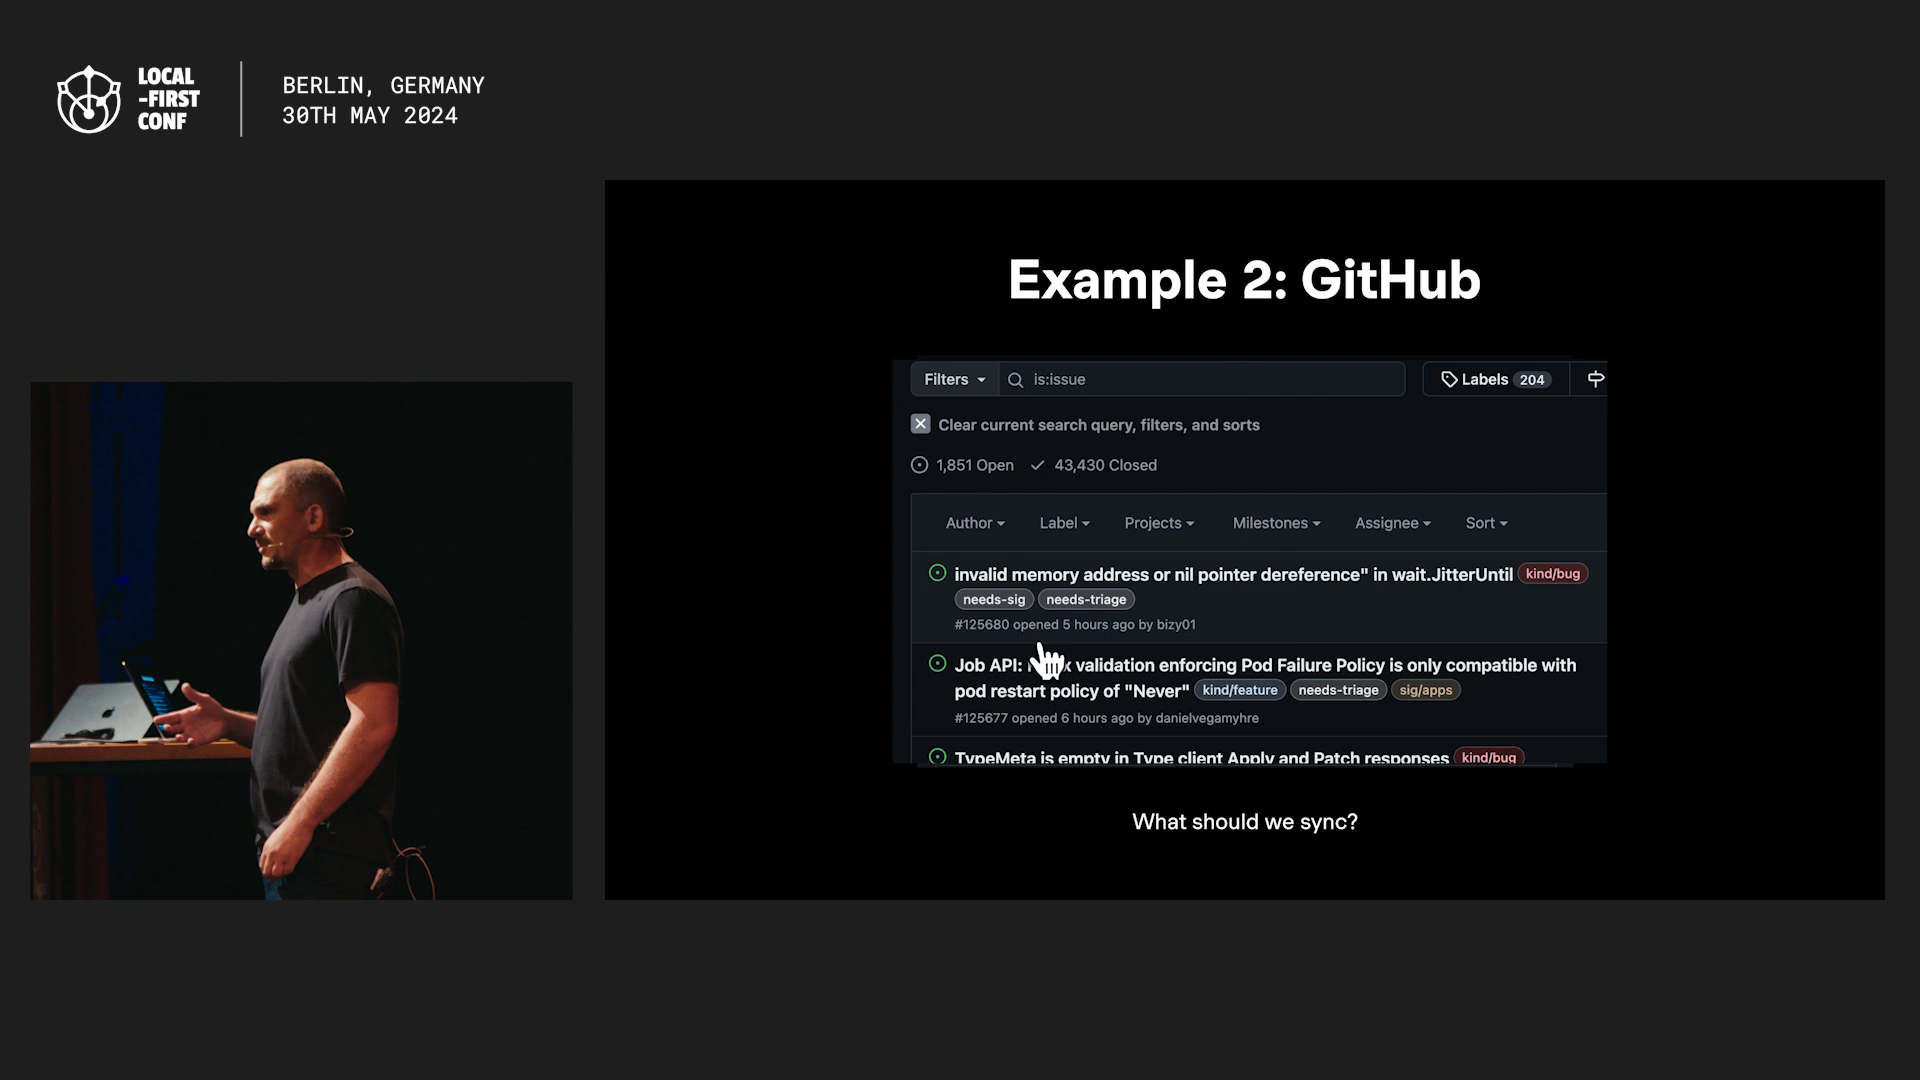 LOCAL
-FIRST
CONF
BERLIN, GERMANY
30TH MAY 2024
Example 2: GitHub
Filters
is:issue
Labels 204
Clear current search query, filters, and sorts
1,851 Open
43,430 Closed
Author
Label
Projects
Milestones
Assignee
Sort
invalid memory address or nil pointer dereference" in wait.JitterUntil kind/bug
needs-sig needs-triage
#125680 opened 5 hours ago by bizy01
Job API: validation enforcing Pod Failure Policy is only compatible with
pod restart policy of "Never" kind/feature needs-triage sig/apps
#125677 opened 6 hours ago by danielvegamyhre
TypeMeta is empty in Type client Apply and Patch responses kind/bug
What should we sync?